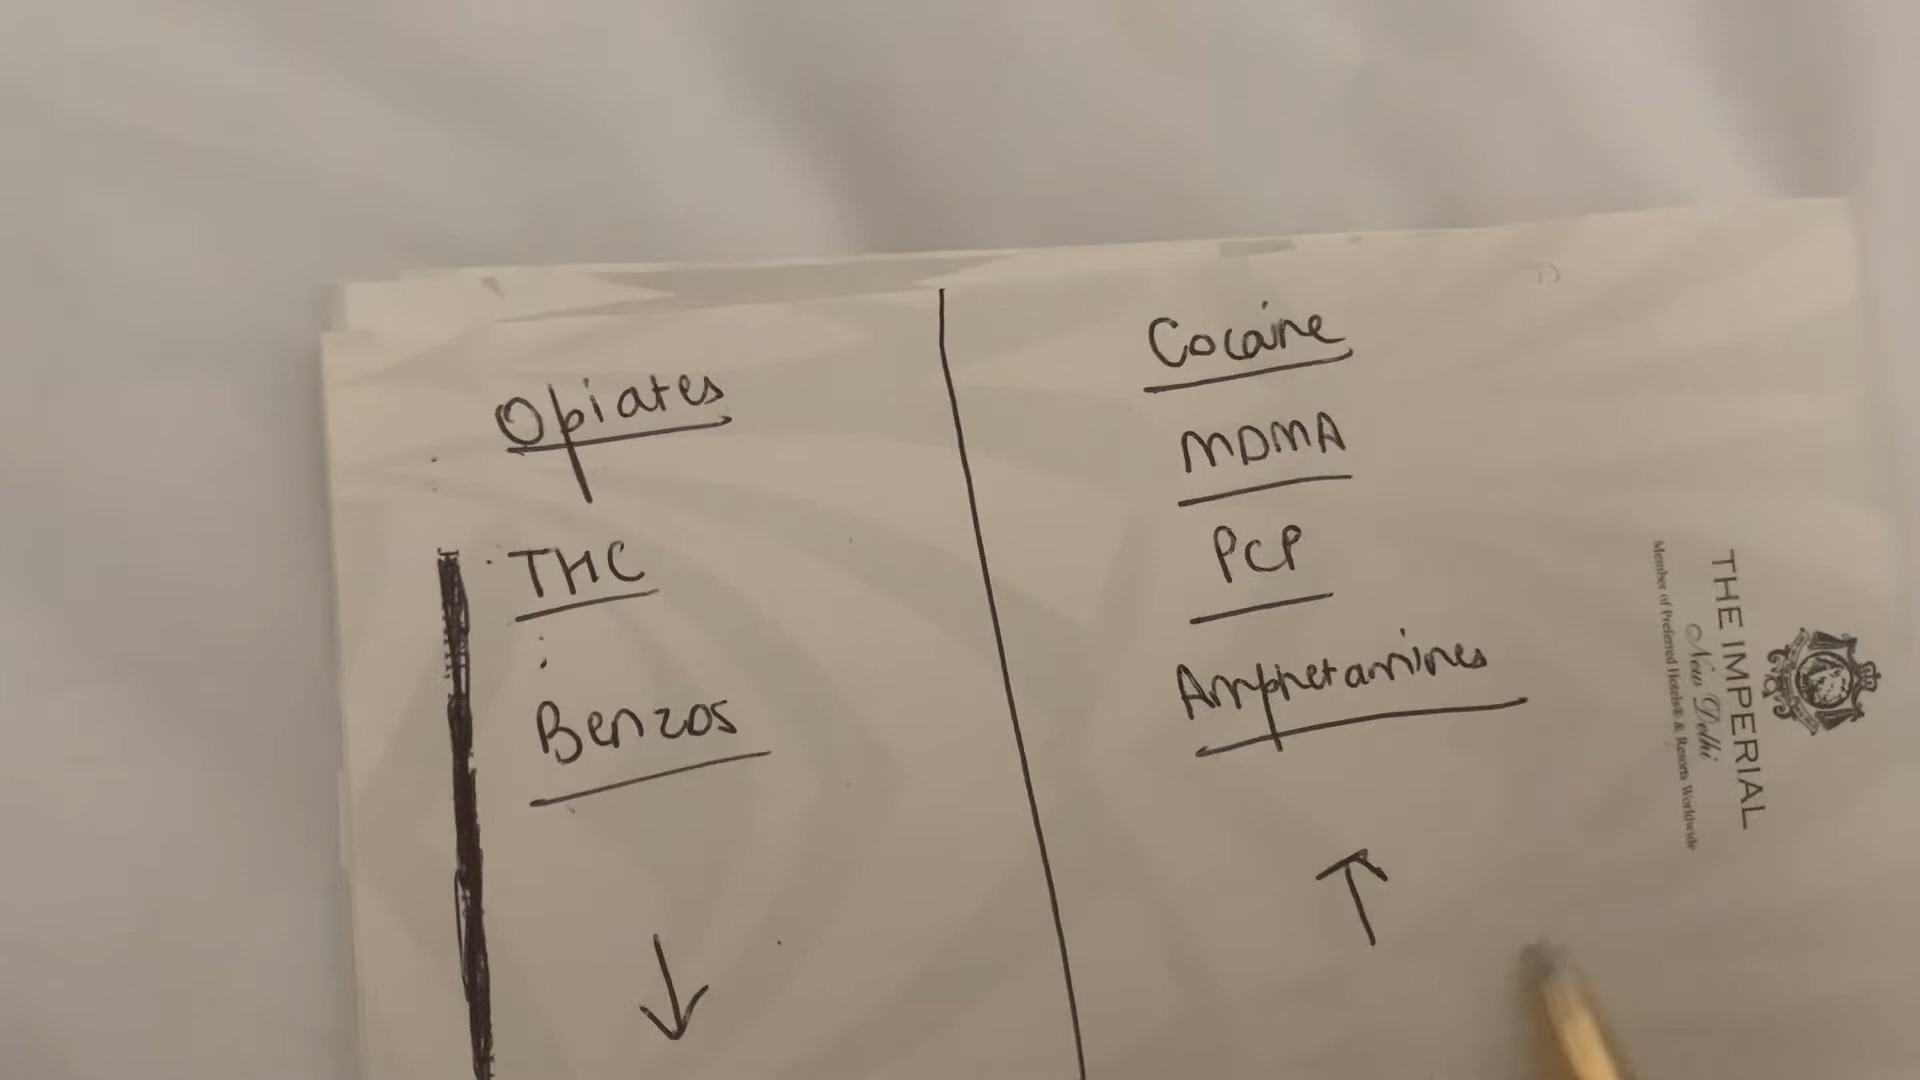 Opiates
THC
Benzos
↓
Cocaine
MDMA
PCP
Amphetamines
↑
THE IMPERIAL
New Delhi
Member of Preferred Hotels & Resorts Worldwide